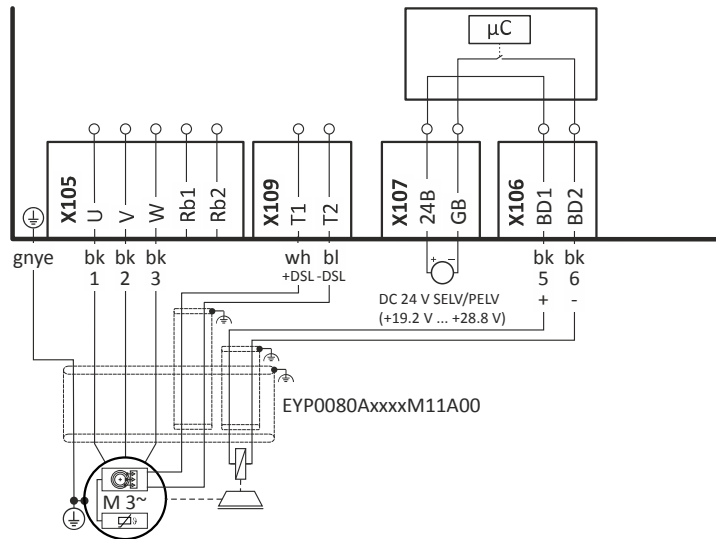 µC
X105
U
V
W
Rb1
Rb2
X109
T1
T2
X107
24B
GB
X106
BD1
BD2
gnye
bk
1
bk
2
bk
3
wh
+DSL
bl
-DSL
+
−
DC 24 V SELV/PELV
(+19.2 V ... +28.8 V)
bk
5
+
bk
6
-
EYP0080AxxxxM11A00
M 3~